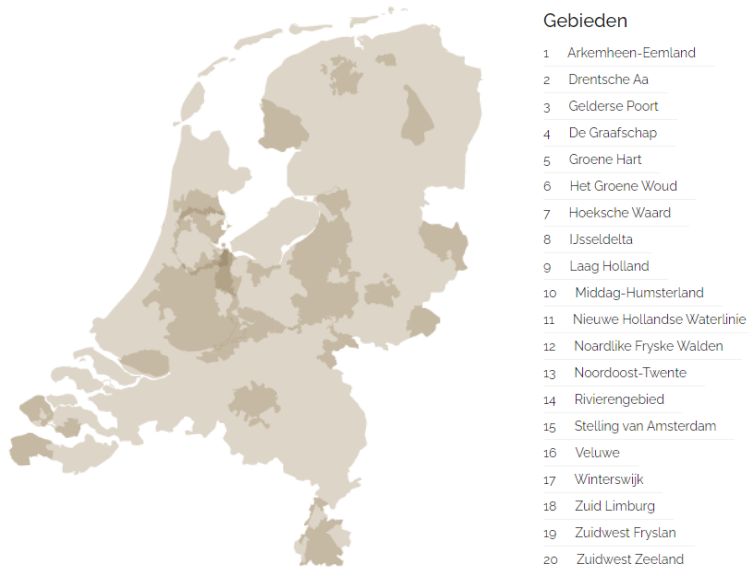 Gebieden
1 Arkemheen-Eemland
2 Drentsche Aa
3 Gelderse Poort
4 De Graafschap
5 Groene Hart
6 Het Groene Woud
7 Hoeksche Waard
8 IJsseldelta
9 Laag Holland
10 Middag-Humsterland
11 Nieuwe Hollandse Waterlinie
12 Noardlike Fryske Walden
13 Noordoost-Twente
14 Rivierengebied
15 Stelling van Amsterdam
16 Veluwe
17 Winterswijk
18 Zuid Limburg
19 Zuidwest Fryslan
20 Zuidwest Zeeland